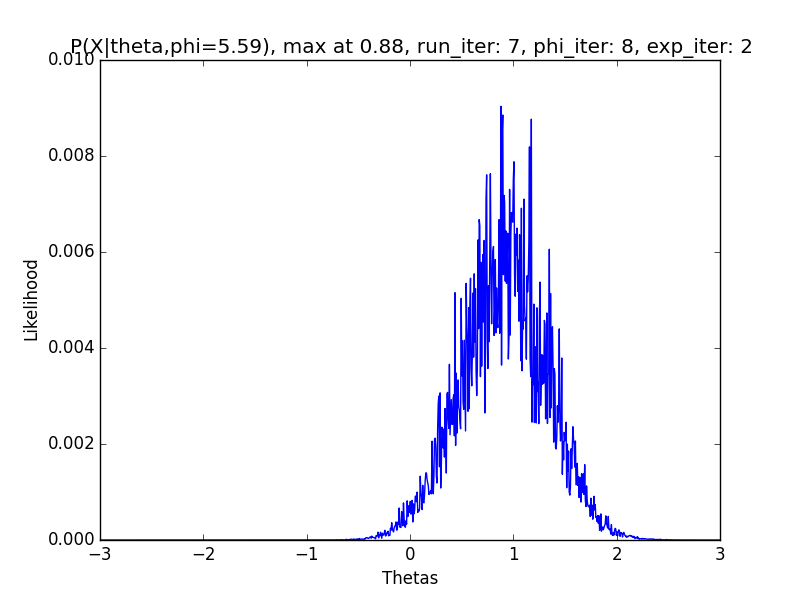 P(X|theta,phi=5.59), max at 0.88, run_iter: 7, phi_iter: 8, exp_iter: 2
0.010
0.008
0.006
0.004
0.002
0.000
Likelihood
−3 −2 −1 0 1 2 3
Thetas